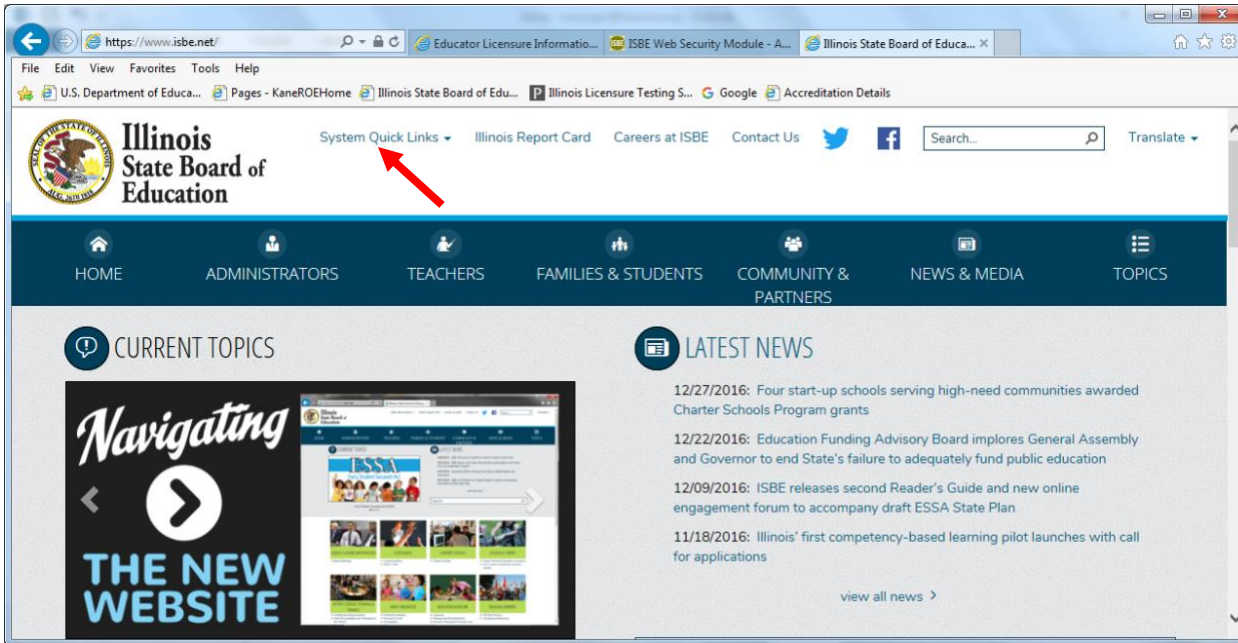 https://www.isbe.net/
Educator Licensure Informatio...
ISBE Web Security Module - A...
Illinois State Board of Educa...
File Edit View Favorites Tools Help
U.S. Department of Educa... Pages - KaneROEHome Illinois State Board of Edu... Illinois Licensure Testing S... Google Accreditation Details
Illinois
State Board of
Education
System Quick Links Illinois Report Card Careers at ISBE Contact Us Search... Translate
HOME ADMINISTRATORS TEACHERS FAMILIES & STUDENTS COMMUNITY & PARTNERS NEWS & MEDIA TOPICS
CURRENT TOPICS
Navigating
THE NEW
WEBSITE
LATEST NEWS
12/27/2016: Four start-up schools serving high-need communities awarded
Charter Schools Program grants
12/22/2016: Education Funding Advisory Board implores General Assembly
and Governor to end State's failure to adequately fund public education
12/09/2016: ISBE releases second Reader's Guide and new online
engagement forum to accompany draft ESSA State Plan
11/18/2016: Illinois' first competency-based learning pilot launches with call
for applications
view all news >